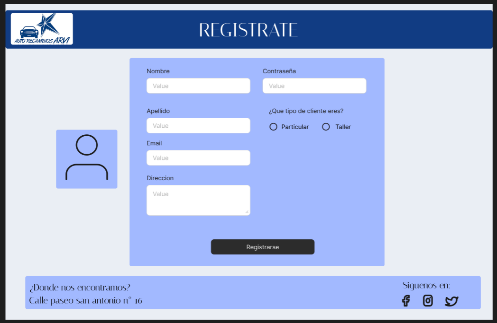 AUTO RECAMBIOS ARVI
REGISTRATE
Nombre
Value
Contraseña
Value
Apellido
Value
¿Que tipo de cliente eres?
Particular
Taller
Email
Value
Direccion
Value
Registrarse
¿Donde nos encontramos?
Calle paseo san antonio nº 16
Siguenos en: